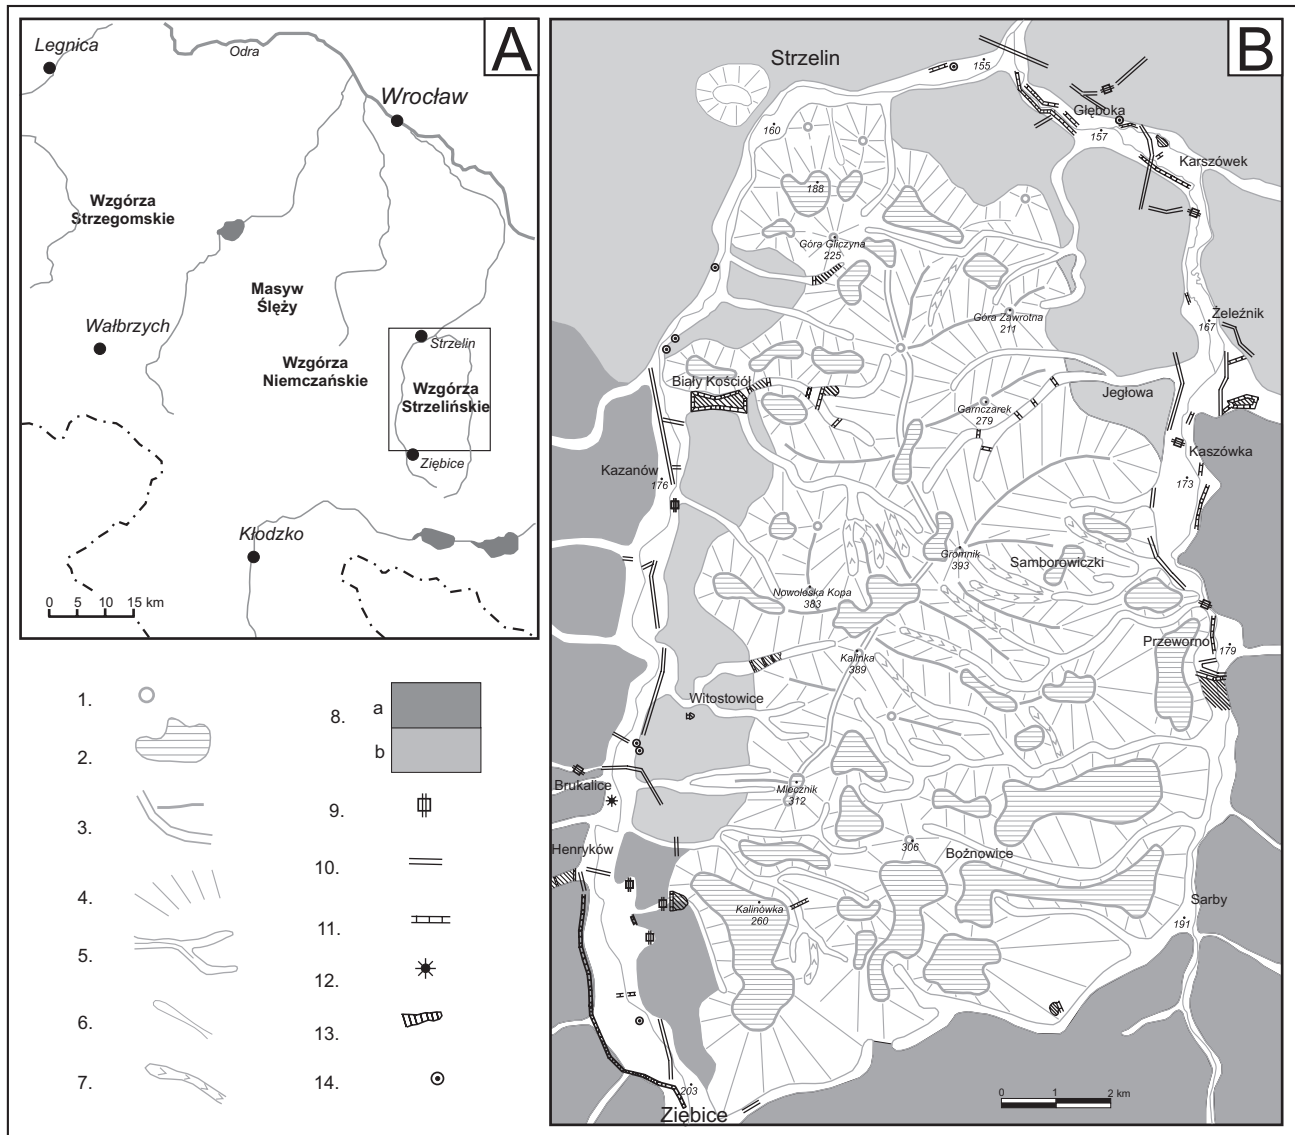 A
Legnica
Odra
Wrocław
Wzgórza
Strzegomskie
Masyw
Ślęży
Wałbrzych
Wzgórza
Niemczańskie
Strzelin
Wzgórza
Strzelińskie
Ziębice
Kłodzko
0 5 10 15 km
1.
2.
3.
4.
5.
6.
7.
8.
a
b
9.
10.
11.
12.
13.
14.
B
Strzelin
155
Głęboka
157
160
Karszówek
188
Góra Gliczyna
225
Góra Zawrotna
211
Żeleźnik
167
Biały Kościół
Jegłowa
Garnczarek
279
Kaszówka
Kazanów
176
173
Gromnik
393
Samborowiczki
Nowoleska Kopa
383
Przeworno
179
Kalinka
389
Witostowice
Brukalice
Mlecznik
312
Henryków
306
Bożnowice
Kalinówka
260
Sarby
191
203
Ziębice
0 1 2 km